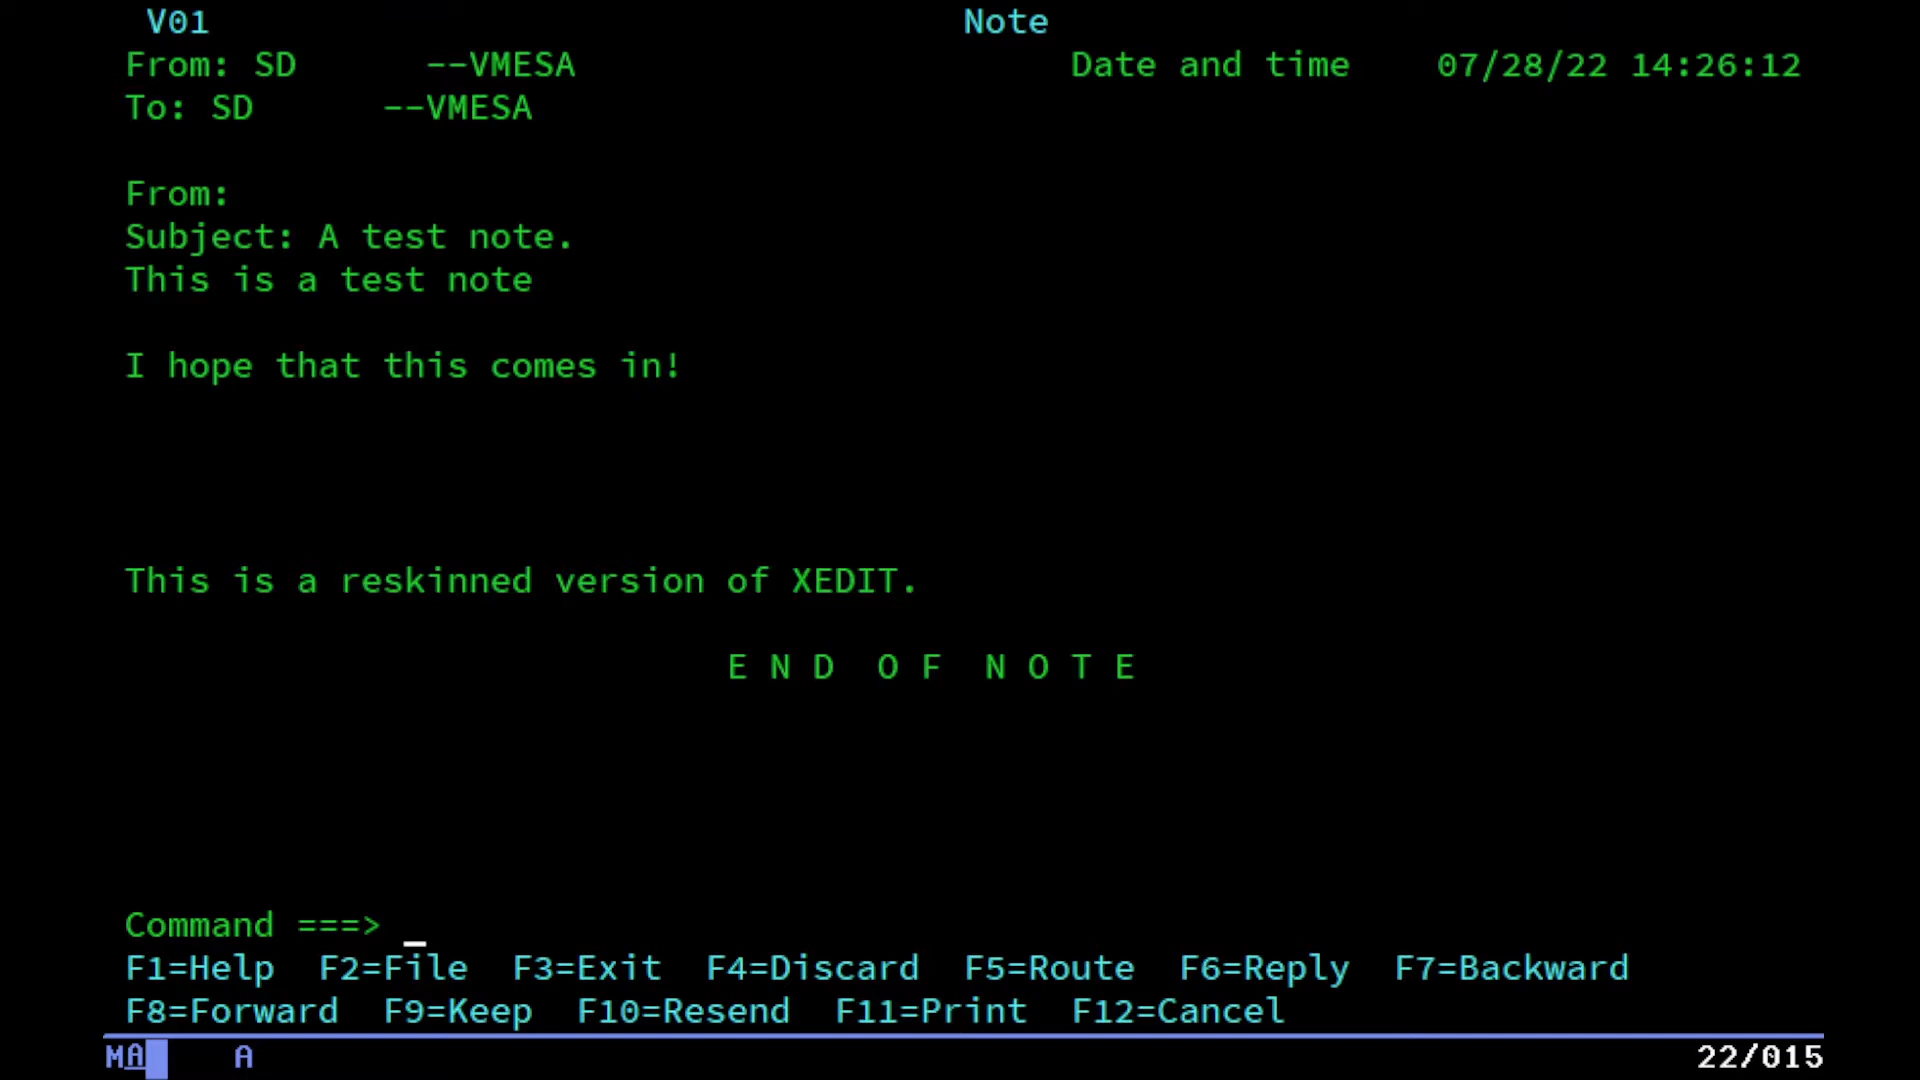 V01 Note
From: SD --VMESA Date and time 07/28/22 14:26:12
To: SD --VMESA
From:
Subject: A test note.
This is a test note
I hope that this comes in!
This is a reskinned version of XEDIT.
E N D O F N O T E
Command ===> _
F1=Help F2=File F3=Exit F4=Discard F5=Route F6=Reply F7=Backward
F8=Forward F9=Keep F10=Resend F11=Print F12=Cancel
MA A 22/015